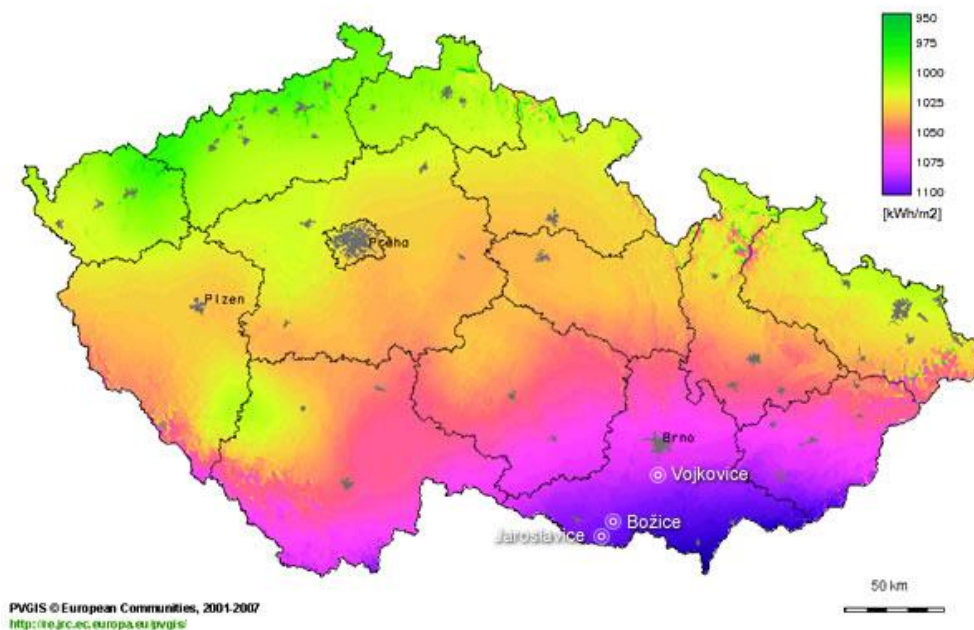 950
975
1000
1025
1050
1075
1100
[kWh/m2]
Praha
Plzen
Brno
Vojkovice
Božice
Jaroslavice
50 km
PVGIS © European Communities, 2001-2007
http://re.jrc.ec.europa.eu/pvgis/